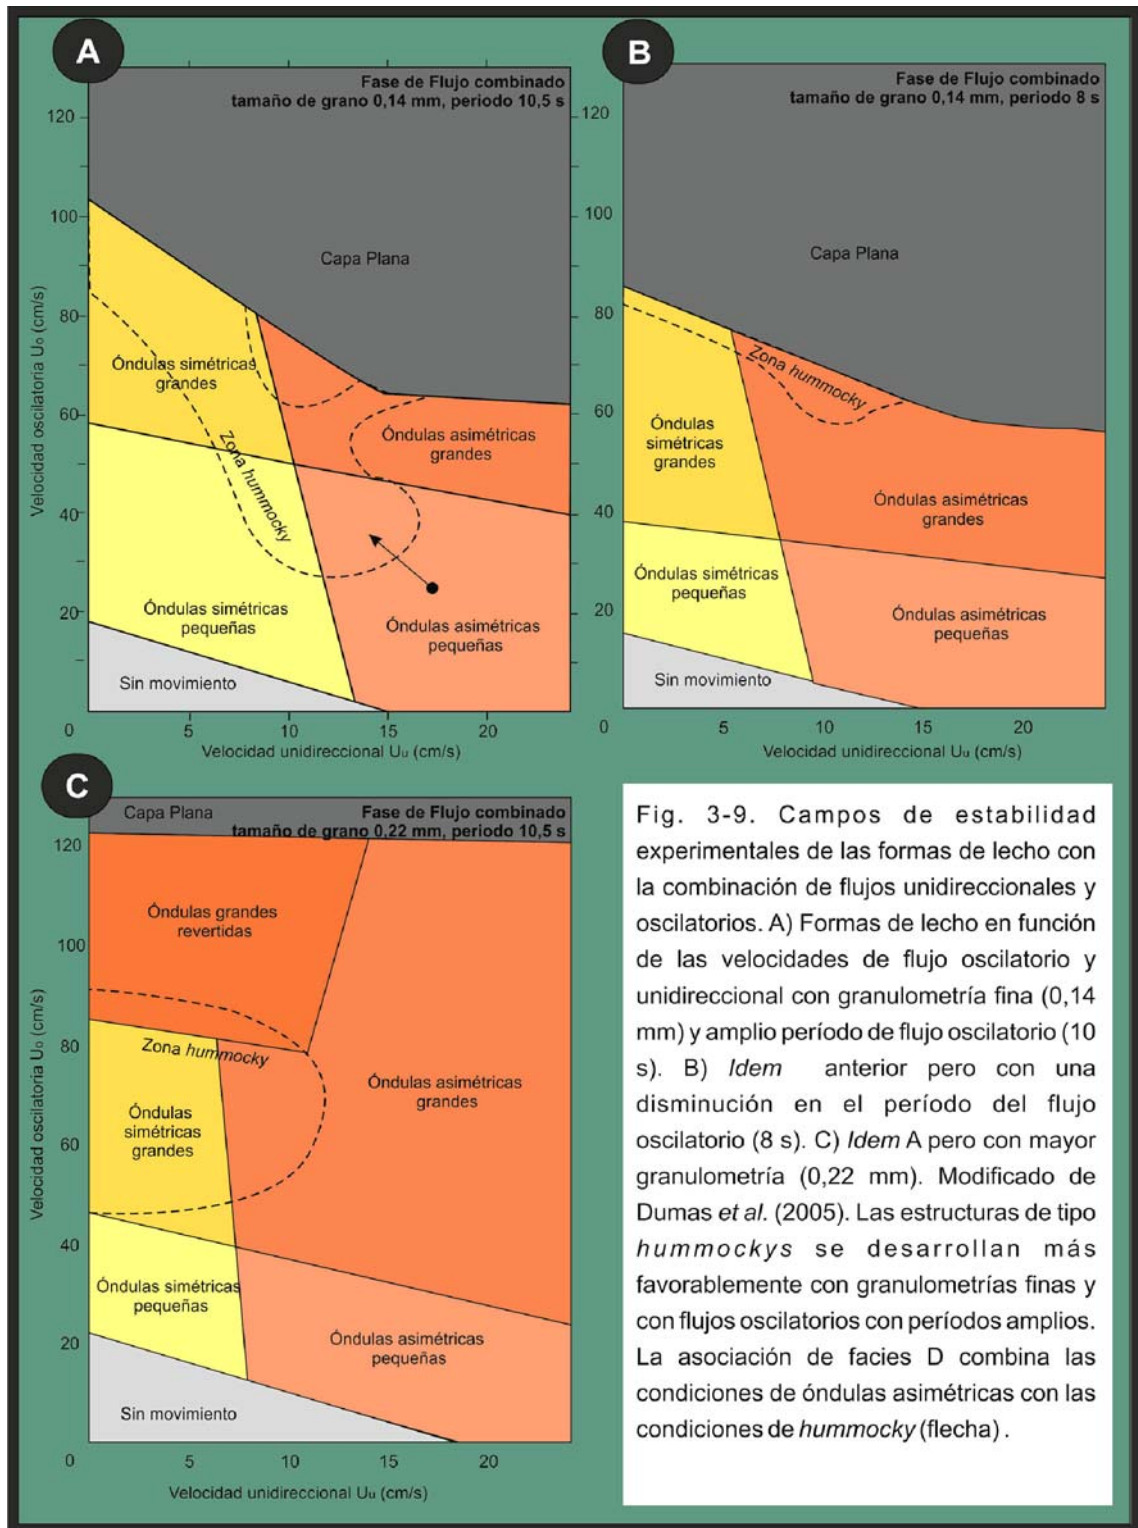 A
Fase de Flujo combinado
tamaño de grano 0,14 mm, periodo 10,5 s
120
100
80
60
40
20
0
5
10
15
20
Velocidad oscilatoria Uo (cm/s)
Capa Plana
Óndulas simétricas
grandes
Zona hummocky
Óndulas asimétricas
grandes
Óndulas simétricas
pequeñas
Óndulas asimétricas
pequeñas
Sin movimiento
Velocidad unidireccional Uu (cm/s)
B
Fase de Flujo combinado
tamaño de grano 0,14 mm, periodo 8 s
120
100
80
60
40
20
0
5
10
15
20
Capa Plana
Zona hummocky
Óndulas
simétricas
grandes
Óndulas asimétricas
grandes
Óndulas simétricas
pequeñas
Óndulas asimétricas
pequeñas
Sin movimiento
Velocidad unidireccional Uu (cm/s)
C
Capa Plana
Fase de Flujo combinado
tamaño de grano 0,22 mm, periodo 10,5 s
120
100
80
60
40
20
0
5
10
15
20
Velocidad oscilatoria Uo (cm/s)
Óndulas grandes
revertidas
Zona hummocky
Óndulas asimétricas
grandes
Óndulas
simétricas
grandes
Óndulas simétricas
pequeñas
Óndulas asimétricas
pequeñas
Sin movimiento
Velocidad unidireccional Uu (cm/s)
Fig. 3-9. Campos de estabilidad
experimentales de las formas de lecho con
la combinación de flujos unidireccionales y
oscilatorios. A) Formas de lecho en función
de las velocidades de flujo oscilatorio y
unidireccional con granulometría fina (0,14
mm) y amplio período de flujo oscilatorio (10
s). B) Idem anterior pero con una
disminución en el período del flujo
oscilatorio (8 s). C) Idem A pero con mayor
granulometría (0,22 mm). Modificado de
Dumas et al. (2005). Las estructuras de tipo
hummockys se desarrollan más
favorablemente con granulometrías finas y
con flujos oscilatorios con períodos amplios.
La asociación de facies D combina las
condiciones de óndulas asimétricas con las
condiciones de hummocky (flecha) .